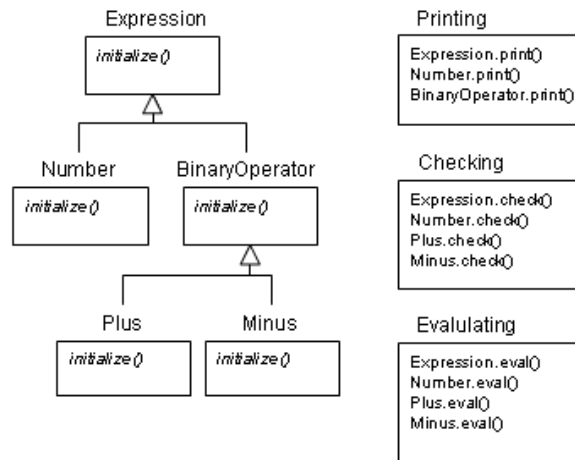 Expression
initialize()
Number
initialize()
BinaryOperator
initialize()
Plus
initialize()
Minus
initialize()
Printing
Expression.print()
Number.print()
BinaryOperator.print()
Checking
Expression.check()
Number.check()
Plus.check()
Minus.check()
Evalulating
Expression.eval()
Number.eval()
Plus.eval()
Minus.eval()